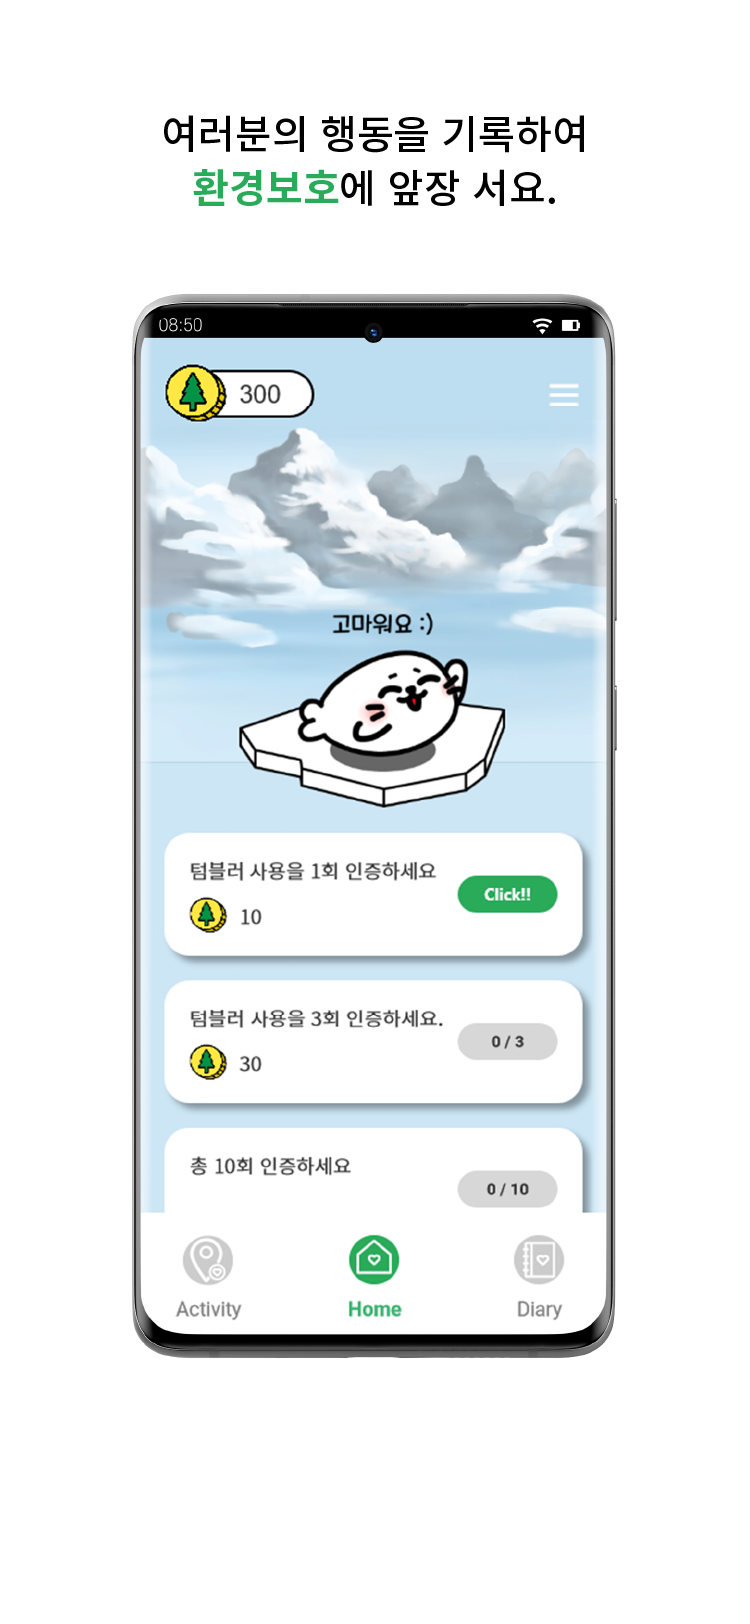 여러분의 행동을 기록하여
환경보호에 앞장 서요.
08:50
300
고마워요 :)
텀블러 사용을 1회 인증하세요
Click!!
10
텀블러 사용을 3회 인증하세요.
0 / 3
30
총 10회 인증하세요
0 / 10
Activity
Home
Diary